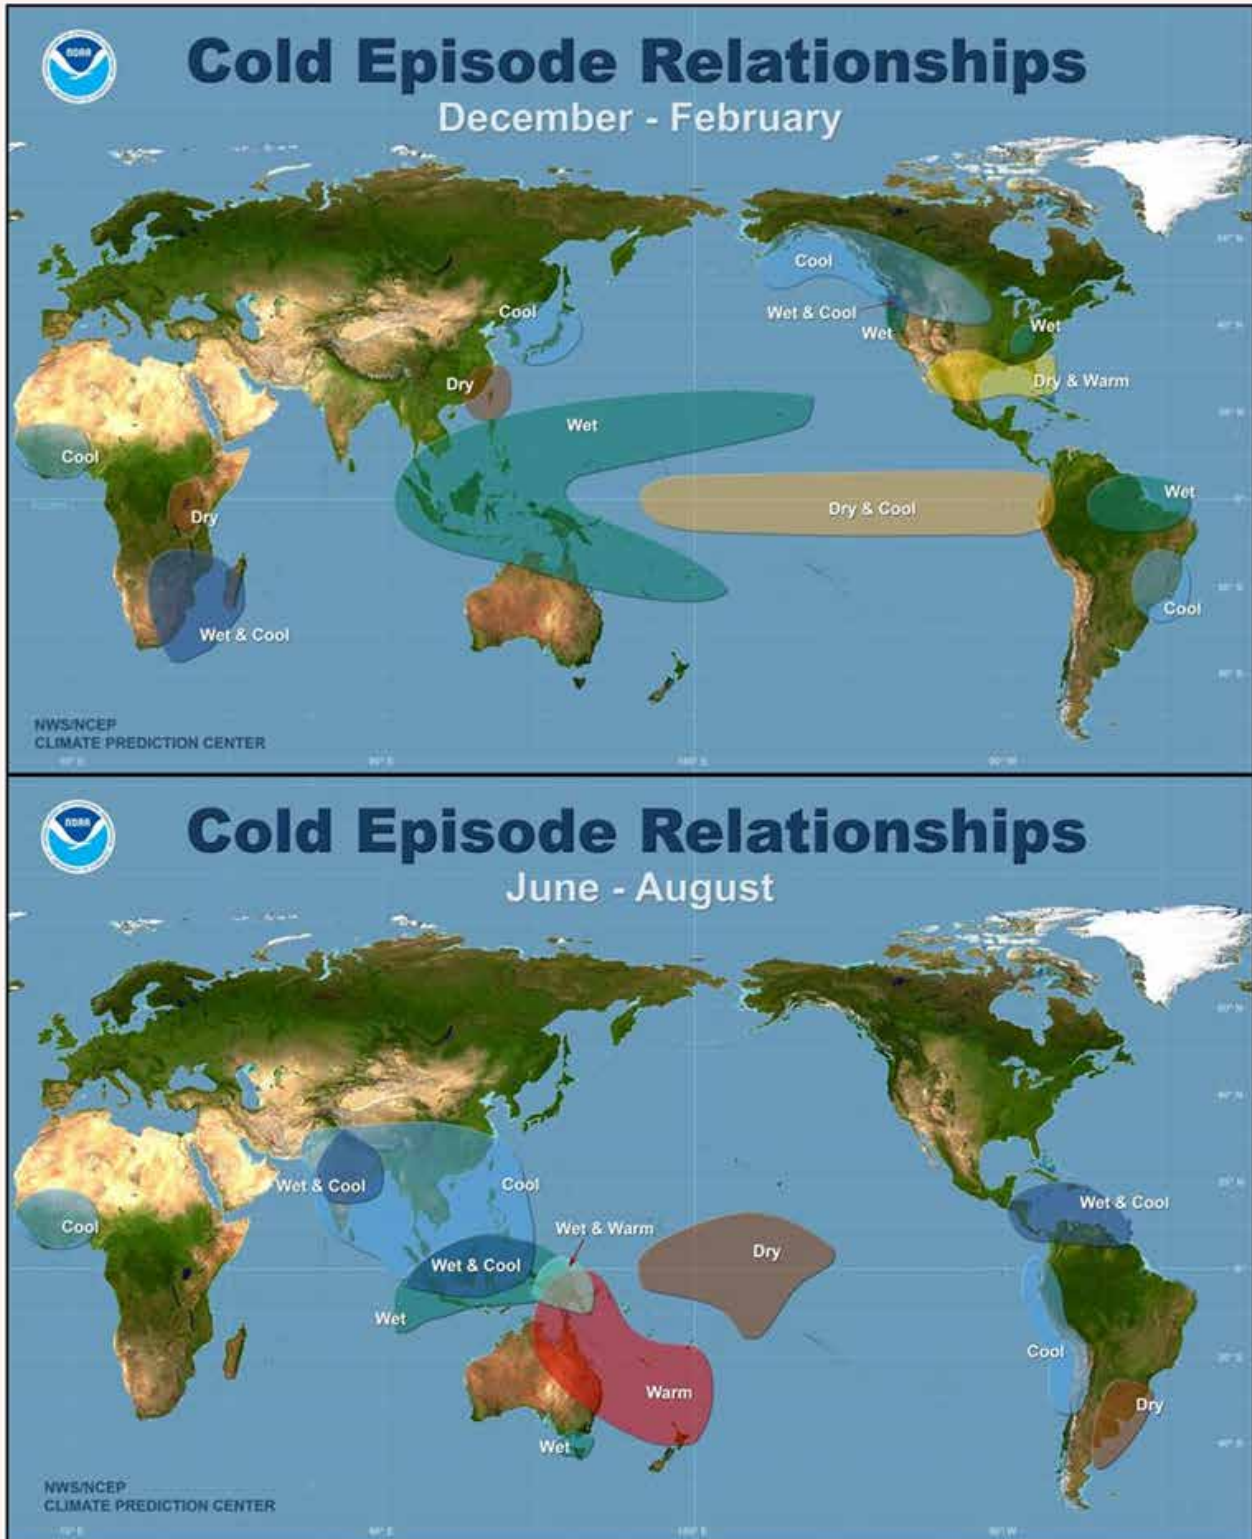 NOAA
Cold Episode Relationships
December - February
Cool
Cool
Wet & Cool
Wet
Wet
Dry
Dry & Warm
Wet
Cool
Wet
Dry & Cool
Dry
Cool
Wet & Cool
NWS/NCEP
CLIMATE PREDICTION CENTER
NOAA
Cold Episode Relationships
June - August
Wet & Cool
Cool
Wet & Cool
Cool
Wet & Warm
Dry
Wet & Cool
Wet
Cool
Warm
Dry
Wet
NWS/NCEP
CLIMATE PREDICTION CENTER